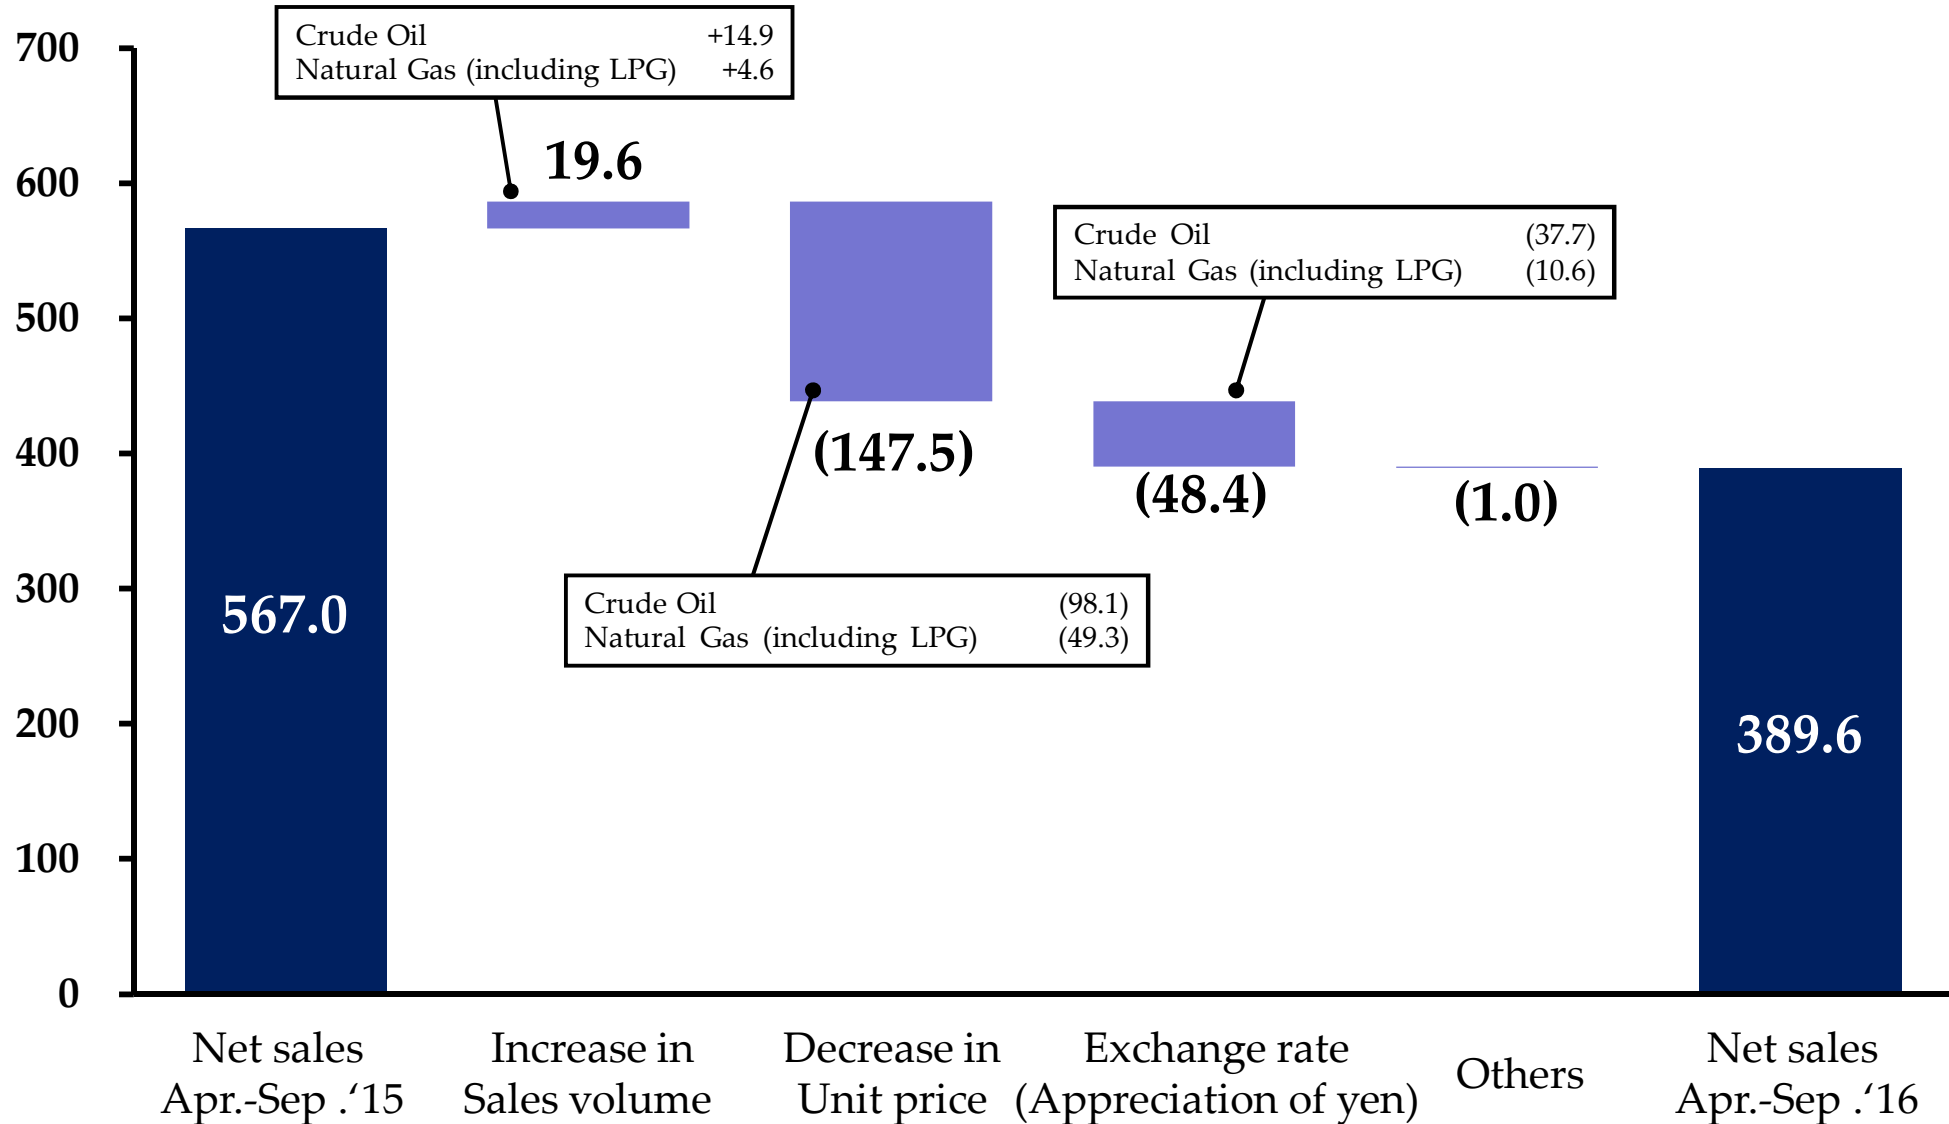 Crude Oil +14.9
Natural Gas (including LPG) +4.6
700
600
500
400
300
200
100
0
19.6
Crude Oil (37.7)
Natural Gas (including LPG) (10.6)
(147.5)
(48.4)
(1.0)
Crude Oil (98.1)
Natural Gas (including LPG) (49.3)
567.0
389.6
Net sales
Apr.-Sep .‘15
Increase in
Sales volume
Decrease in
Unit price
Exchange rate
(Appreciation of yen)
Others
Net sales
Apr.-Sep .‘16